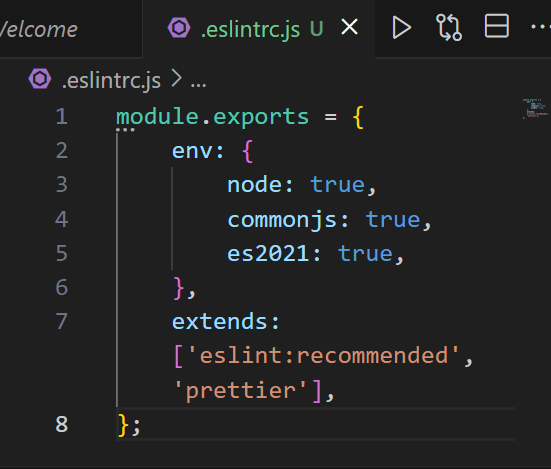 Welcome
.eslintrc.js U
.eslintrc.js > ...
1 module.exports = {
2 env: {
3 node: true,
4 commonjs: true,
5 es2021: true,
6 },
7 extends:
['eslint:recommended',
'prettier'],
8 };